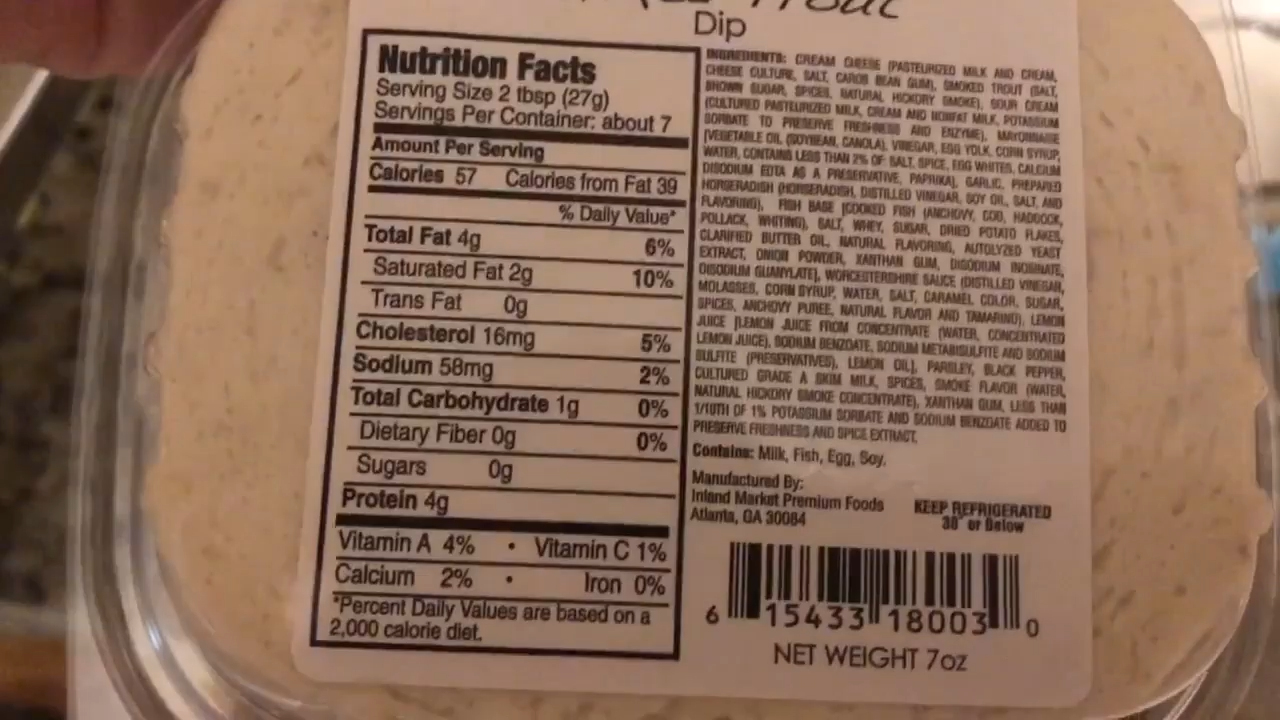 Trout
Dip
Nutrition Facts
Serving Size 2 tbsp (27g)
Servings Per Container: about 7
Amount Per Serving
Calories 57 Calories from Fat 39
% Daily Value*
Total Fat 4g 6%
Saturated Fat 2g 10%
Trans Fat 0g
Cholesterol 16mg 5%
Sodium 58mg 2%
Total Carbohydrate 1g 0%
Dietary Fiber 0g 0%
Sugars 0g
Protein 4g
Vitamin A 4% • Vitamin C 1%
Calcium 2% • Iron 0%
*Percent Daily Values are based on a
2,000 calorie diet.
INGREDIENTS: CREAM CHEESE (PASTEURIZED MILK AND CREAM,
CHEESE CULTURE, SALT, CAROB BEAN GUM), SMOKED TROUT (SALT,
BROWN SUGAR, SPICES, NATURAL HICKORY SMOKE), SOUR CREAM
(CULTURED PASTEURIZED MILK, CREAM AND NONFAT MILK, POTASSIUM
SORBATE TO PRESERVE FRESHNESS AND ENZYME), MAYONNAISE
[VEGETABLE OIL (SOYBEAN, CANOLA), VINEGAR, EGG YOLK, CORN SYRUP,
WATER, CONTAINS LESS THAN 2% OF: SALT, SPICE, EGG WHITES, CALCIUM
DISODIUM EDTA AS A PRESERVATIVE, PAPRIKA], GARLIC, PREPARED
HORSERADISH (HORSERADISH, DISTILLED VINEGAR, SOY OIL, SALT, AND
FLAVORING), FISH BASE [COOKED FISH (ANCHOVY, COD, HADDOCK,
POLLACK, WHITING), SALT, WHEY, SUGAR, DRIED POTATO FLAKES,
CLARIFIED BUTTER OIL, NATURAL FLAVORING, AUTOLYZED YEAST
EXTRACT, ONION POWDER, XANTHAN GUM, DISODIUM INOSINATE,
DISODIUM GUANYLATE], WORCESTERSHIRE SAUCE (DISTILLED VINEGAR,
MOLASSES, CORN SYRUP, WATER, SALT, CARAMEL COLOR, SUGAR,
SPICES, ANCHOVY PUREE, NATURAL FLAVOR AND TAMARIND), LEMON
JUICE [LEMON JUICE FROM CONCENTRATE (WATER, CONCENTRATED
LEMON JUICE), SODIUM BENZOATE, SODIUM METABISULFITE AND SODIUM
SULFITE (PRESERVATIVES), LEMON OIL], PARSLEY, BLACK PEPPER,
CULTURED GRADE A SKIM MILK, SPICES, SMOKE FLAVOR (WATER,
NATURAL HICKORY SMOKE CONCENTRATE), XANTHAN GUM, LESS THAN
1/10TH OF 1% POTASSIUM SORBATE AND SODIUM BENZOATE ADDED TO
PRESERVE FRESHNESS AND SPICE EXTRACT.
Contains: Milk, Fish, Egg, Soy.
Manufactured By:
Inland Market Premium Foods
Atlanta, GA 30084
KEEP REFRIGERATED
38° or Below
6 15433 18003 0
NET WEIGHT 7oz